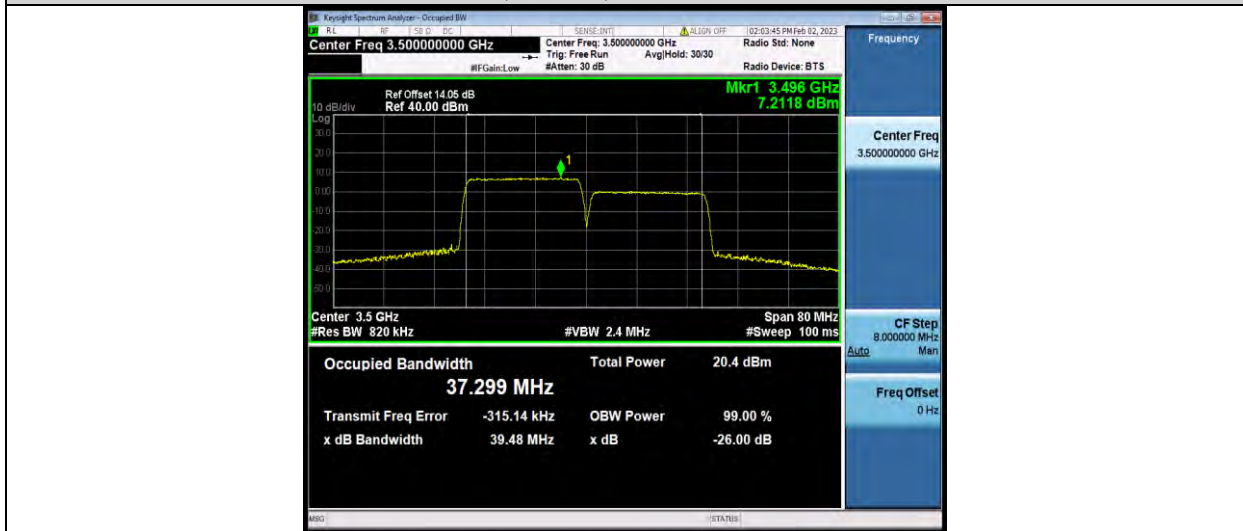 Keysight Spectrum Analyzer - Occupied BW
RL RF 50 Ω DC SENSE:INT ALIGN OFF 02:03:45 PM Feb 02, 2023
Center Freq 3.500000000 GHz
Center Freq: 3.500000000 GHz
Radio Std: None
Trig: Free Run Avg|Hold: 30/30
#IFGain:Low #Atten: 30 dB Radio Device: BTS
Frequency
Ref Offset 14.05 dB
10 dB/div Ref 40.00 dBm
Mkr1 3.496 GHz
7.2118 dBm
Log
30.0
20.0
10.0
0.00
-10.0
-20.0
-30.0
-40.0
-50.0
1
Center 3.5 GHz Span 80 MHz
#Res BW 820 kHz #VBW 2.4 MHz #Sweep 100 ms
Occupied Bandwidth Total Power 20.4 dBm
37.299 MHz
Transmit Freq Error -315.14 kHz OBW Power 99.00 %
x dB Bandwidth 39.48 MHz x dB -26.00 dB
Center Freq
3.500000000 GHz
CF Step
8.000000 MHz
Auto Man
Freq Offset
0 Hz
MSG STATUS